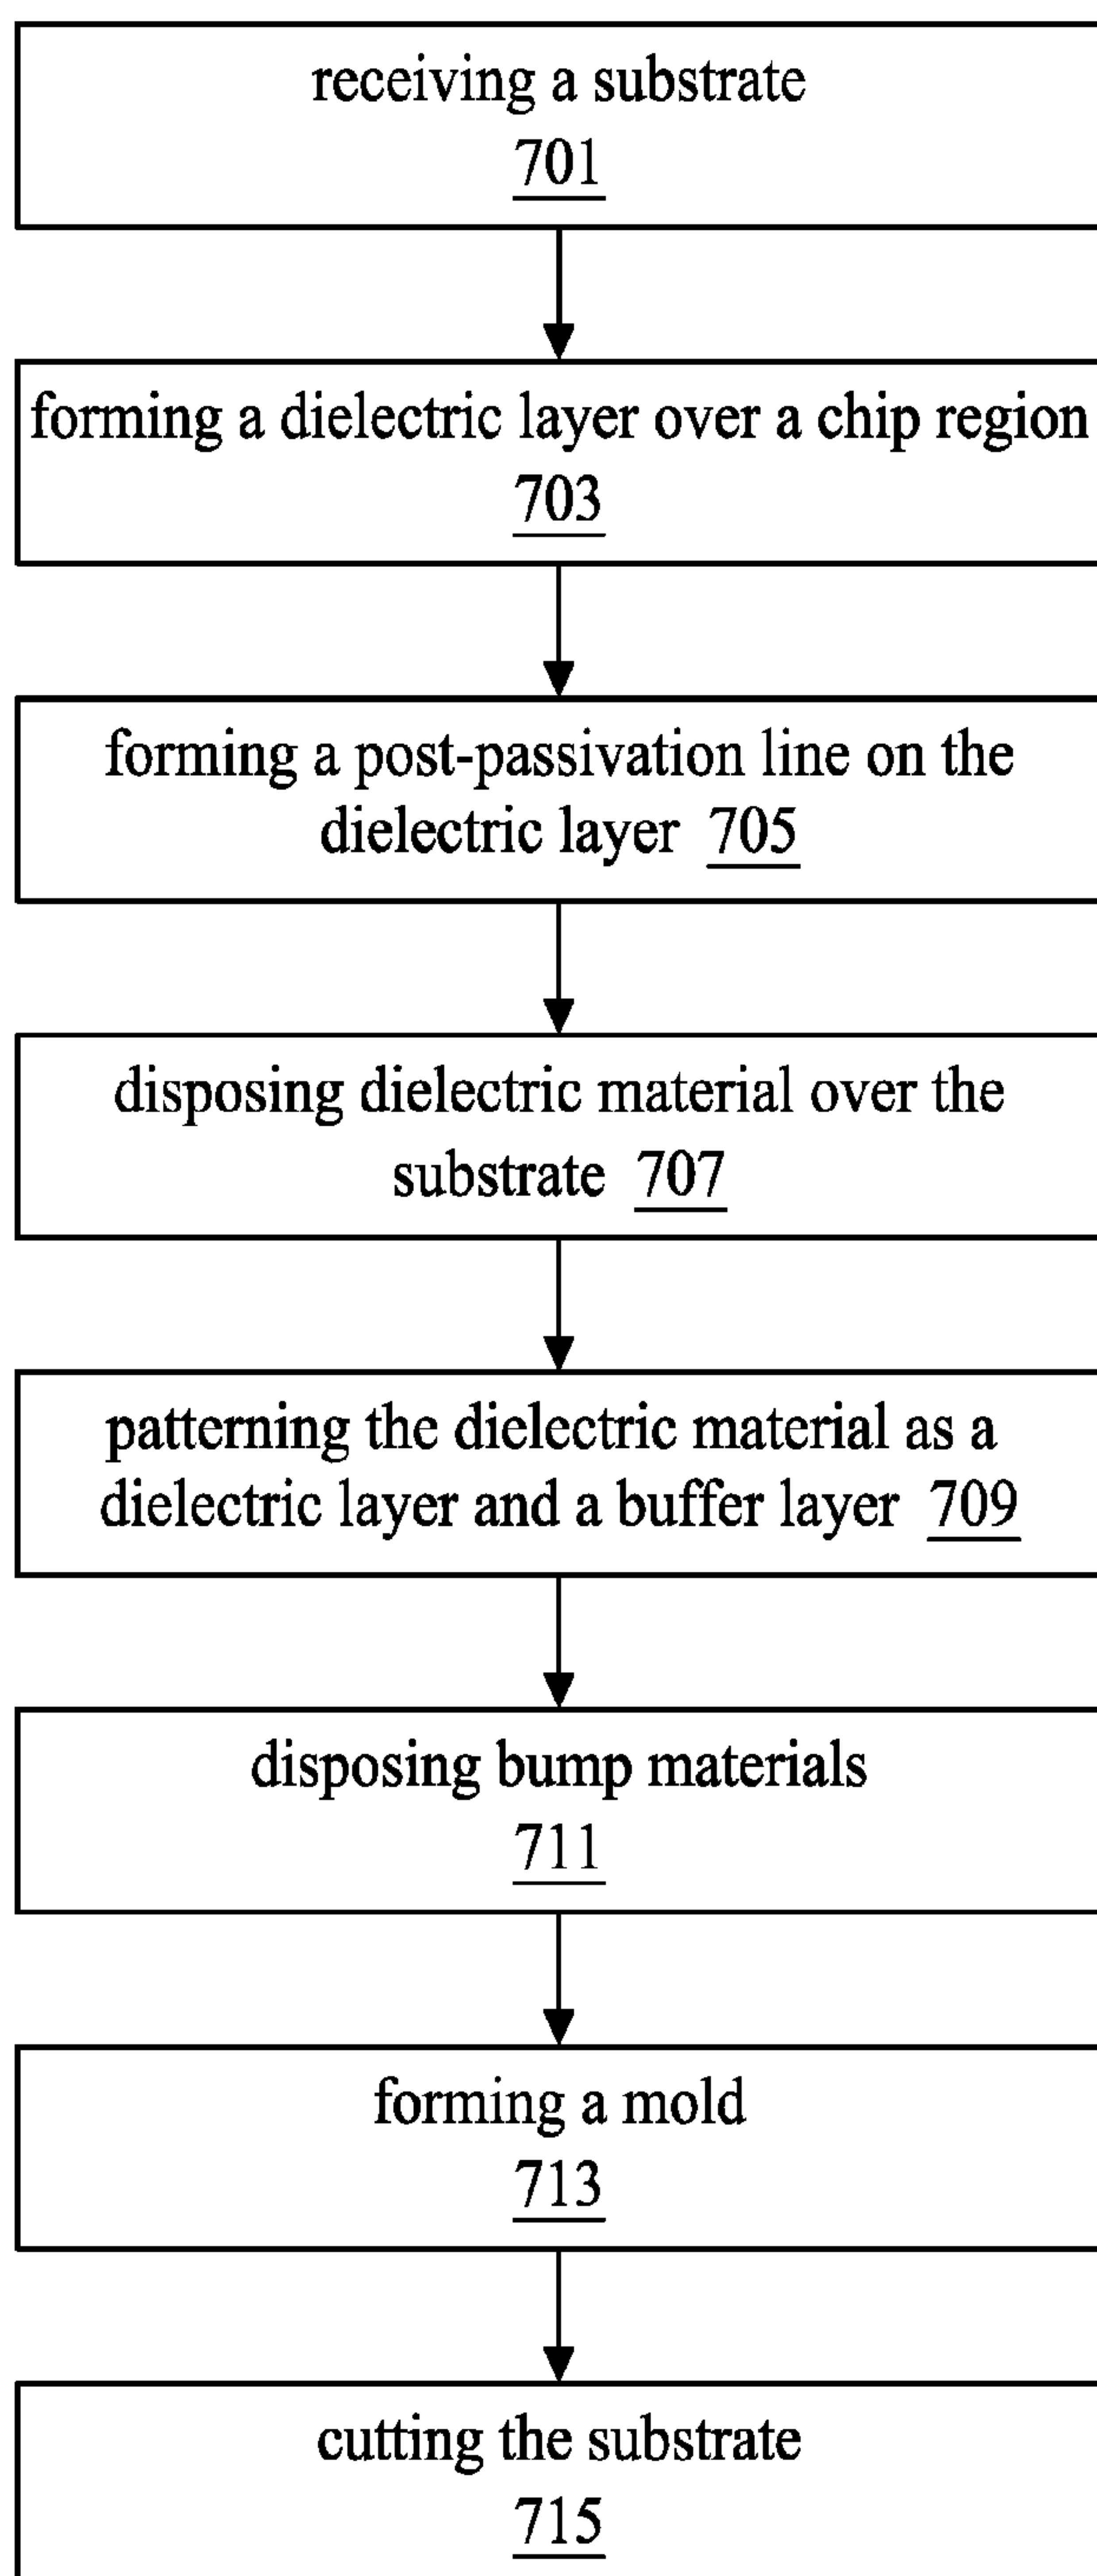 receiving a substrate
701
forming a dielectric layer over a chip region
703
forming a post-passivation line on the
dielectric layer 705
disposing dielectric material over the
substrate 707
patterning the dielectric material as a
dielectric layer and a buffer layer 709
disposing bump materials
711
forming a mold
713
cutting the substrate
715